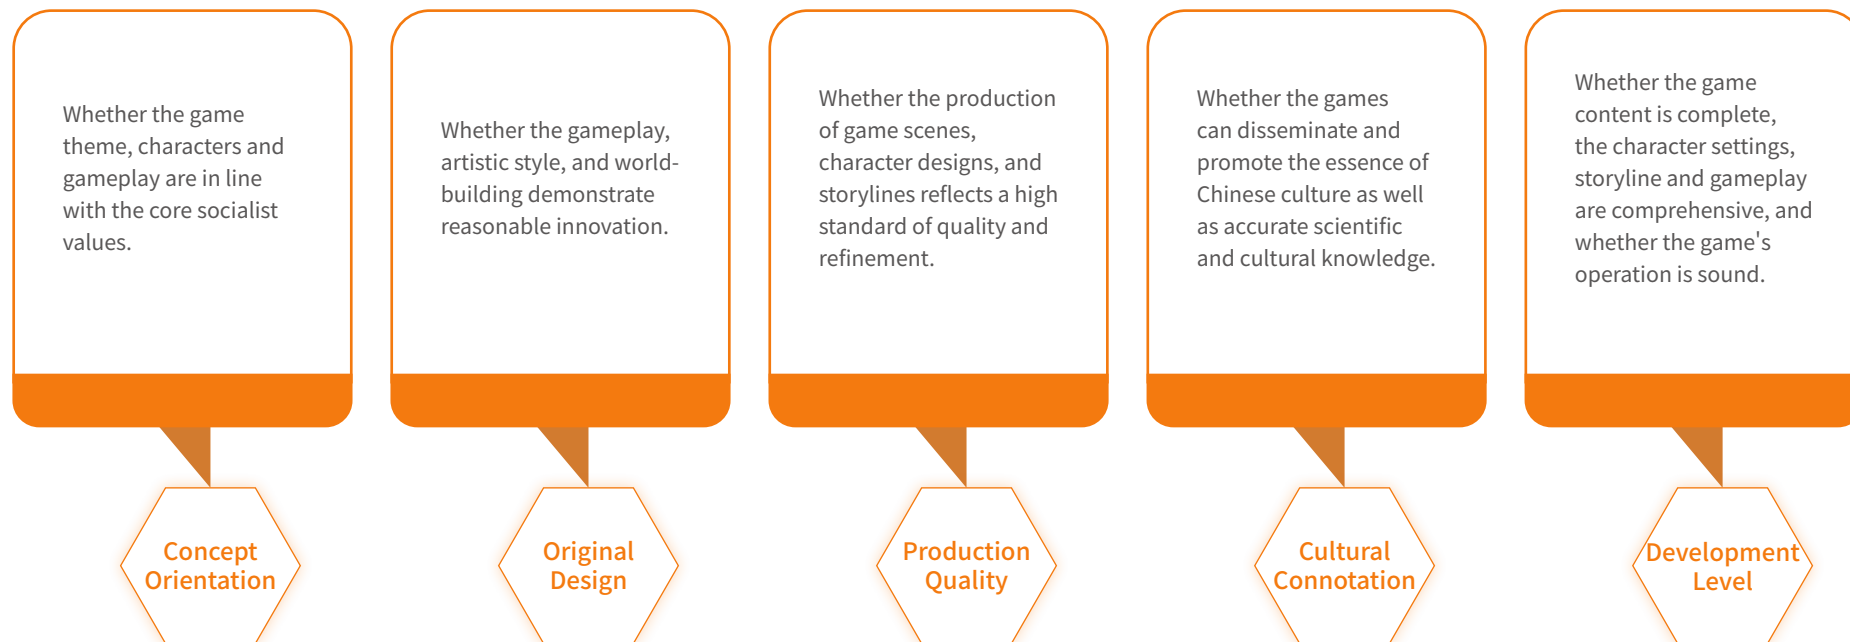 Whether the game
theme, characters and
gameplay are in line
with the core socialist
values.
Concept
Orientation
Whether the gameplay,
artistic style, and world-
building demonstrate
reasonable innovation.
Original
Design
Whether the production
of game scenes,
character designs, and
storylines reflects a high
standard of quality and
refinement.
Production
Quality
Whether the games
can disseminate and
promote the essence of
Chinese culture as well
as accurate scientific
and cultural knowledge.
Cultural
Connotation
Whether the game
content is complete,
the character settings,
storyline and gameplay
are comprehensive, and
whether the game's
operation is sound.
Development
Level